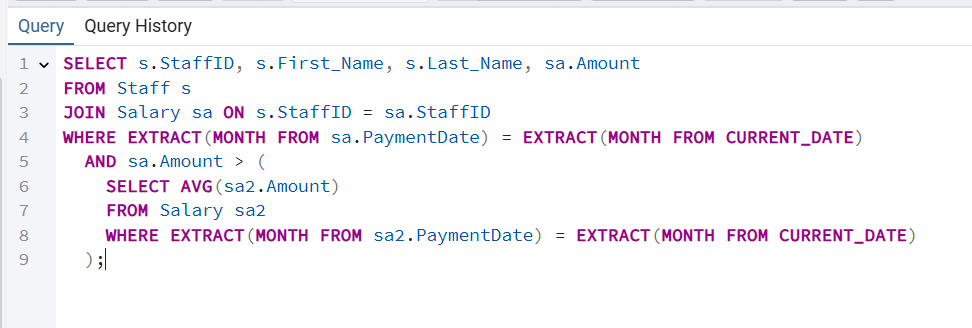 Query Query History
1 SELECT s.StaffID, s.First_Name, s.Last_Name, sa.Amount
2 FROM Staff s
3 JOIN Salary sa ON s.StaffID = sa.StaffID
4 WHERE EXTRACT(MONTH FROM sa.PaymentDate) = EXTRACT(MONTH FROM CURRENT_DATE)
5 AND sa.Amount > (
6 SELECT AVG(sa2.Amount)
7 FROM Salary sa2
8 WHERE EXTRACT(MONTH FROM sa2.PaymentDate) = EXTRACT(MONTH FROM CURRENT_DATE)
9 );